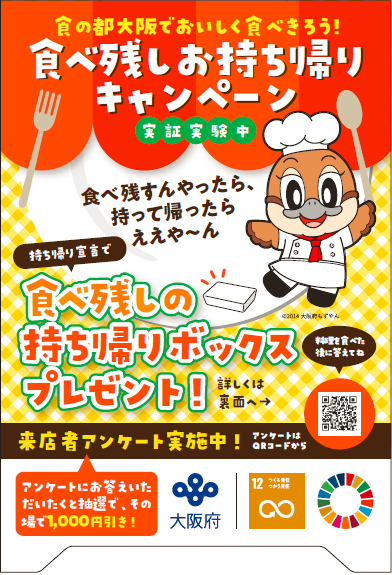 食の都大阪でおいしく食べきろう!
食べ残しお持ち帰り
キャンペーン
実証実験中
食べ残すんやったら、
持って帰ったら
ええや〜ん
©2014 大阪府もずやん
持ち帰り宣言で
食べ残しの
持ち帰りボックス
プレゼント!
詳しくは
裏面へ→
料理を食べた
後に答えてね
来店者アンケート実施中!
アンケートは
QRコードから
アンケートにお答えいた
だいたくと抽選で、その
場で1,000円引き!
大阪府
12 つくる責任
つかう責任